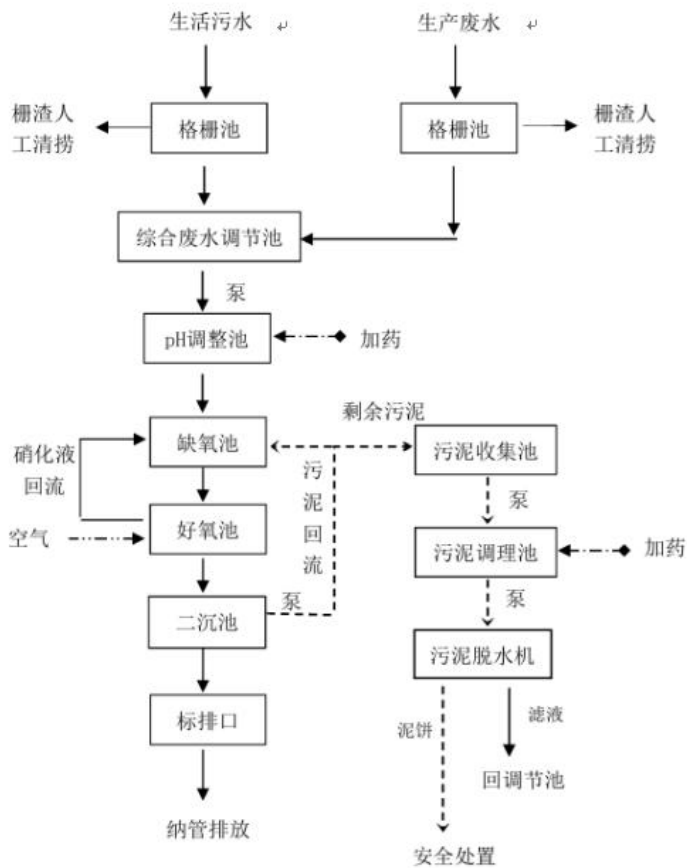 生活污水 ↵
生产废水 ↵
栅渣人
工清捞
格栅池
格栅池
栅渣人
工清捞
综合废水调节池
泵
pH调整池
加药
剩余污泥
硝化液
回流
缺氧池
污泥回流
污泥收集池
泵
空气
好氧池
污泥调理池
加药
泵
泵
二沉池
污泥脱水机
标排口
泥饼
滤液
回调节池
纳管排放
安全处置